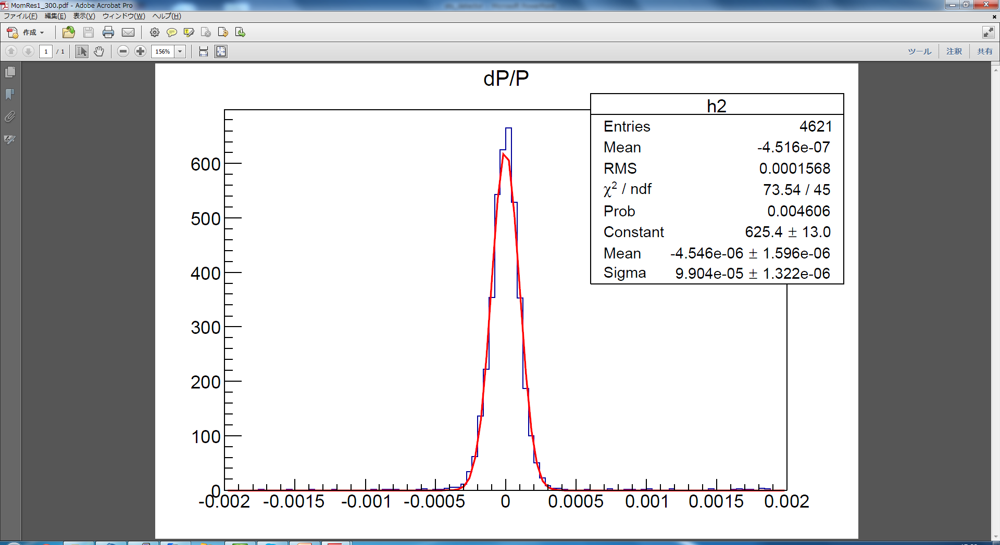 MomRes1_300.pdf - Adobe Acrobat Pro
ファイル(F) 編集(E) 表示(V) ウィンドウ(W) ヘルプ(H)
作成
1 / 1 156% ツール 注釈 共有
dP/P
h2
Entries 4621
Mean -4.516e-07
RMS 0.0001568
χ² / ndf 73.54 / 45
Prob 0.004606
Constant 625.4 ± 13.0
Mean -4.546e-06 ± 1.596e-06
Sigma 9.904e-05 ± 1.322e-06
600
500
400
300
200
100
0
-0.002 -0.0015 -0.001 -0.0005 0 0.0005 0.001 0.0015 0.002